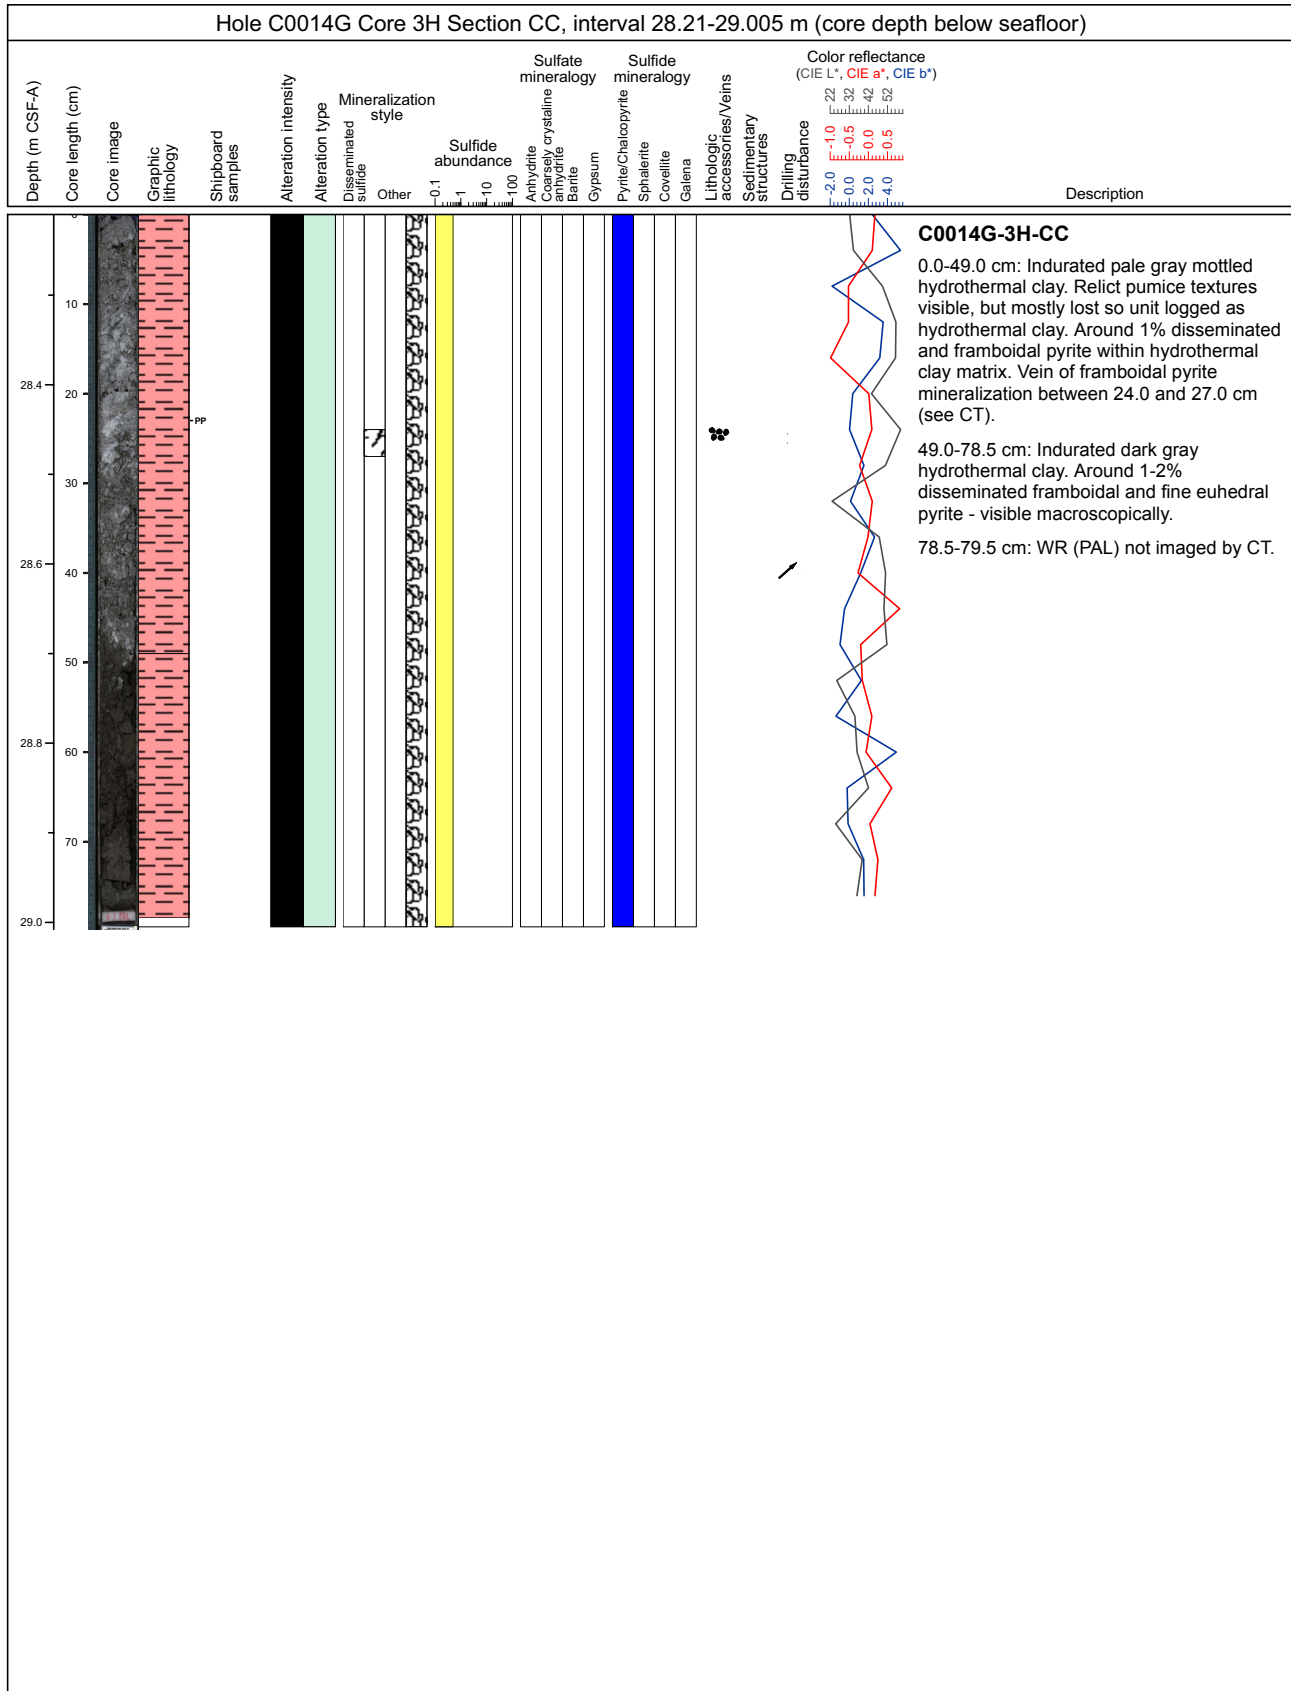 Hole C0014G Core 3H Section CC, interval 28.21-29.005 m (core depth below seafloor)
Depth (m CSF-A)
Core length (cm)
Core image
Graphic
lithology
Shipboard
samples
Alteration intensity
Alteration type
Mineralization
style
Disseminated
sulfide
Other
Sulfide
abundance
0.1
1
10
100
Sulfate
mineralogy
Anhydrite
Coarsely crystaline
anhydrite
Barite
Gypsum
Sulfide
mineralogy
Pyrite/Chalcopyrite
Sphalerite
Covellite
Galena
Lithologic
accessories/Veins
Sedimentary
structures
Drilling
disturbance
Color reflectance
(CIE L*, CIE a*, CIE b*)
22 32 42 52
-1.0 -0.5 0.0 0.5
-2.0 0.0 2.0 4.0
Description
28.4
28.6
28.8
29.0
0
10
20
30
40
50
60
70
PP
C0014G-3H-CC
0.0-49.0 cm: Indurated pale gray mottled
hydrothermal clay. Relict pumice textures
visible, but mostly lost so unit logged as
hydrothermal clay. Around 1% disseminated
and framboidal pyrite within hydrothermal
clay matrix. Vein of framboidal pyrite
mineralization between 24.0 and 27.0 cm
(see CT).
49.0-78.5 cm: Indurated dark gray
hydrothermal clay. Around 1-2%
disseminated framboidal and fine euhedral
pyrite - visible macroscopically.
78.5-79.5 cm: WR (PAL) not imaged by CT.